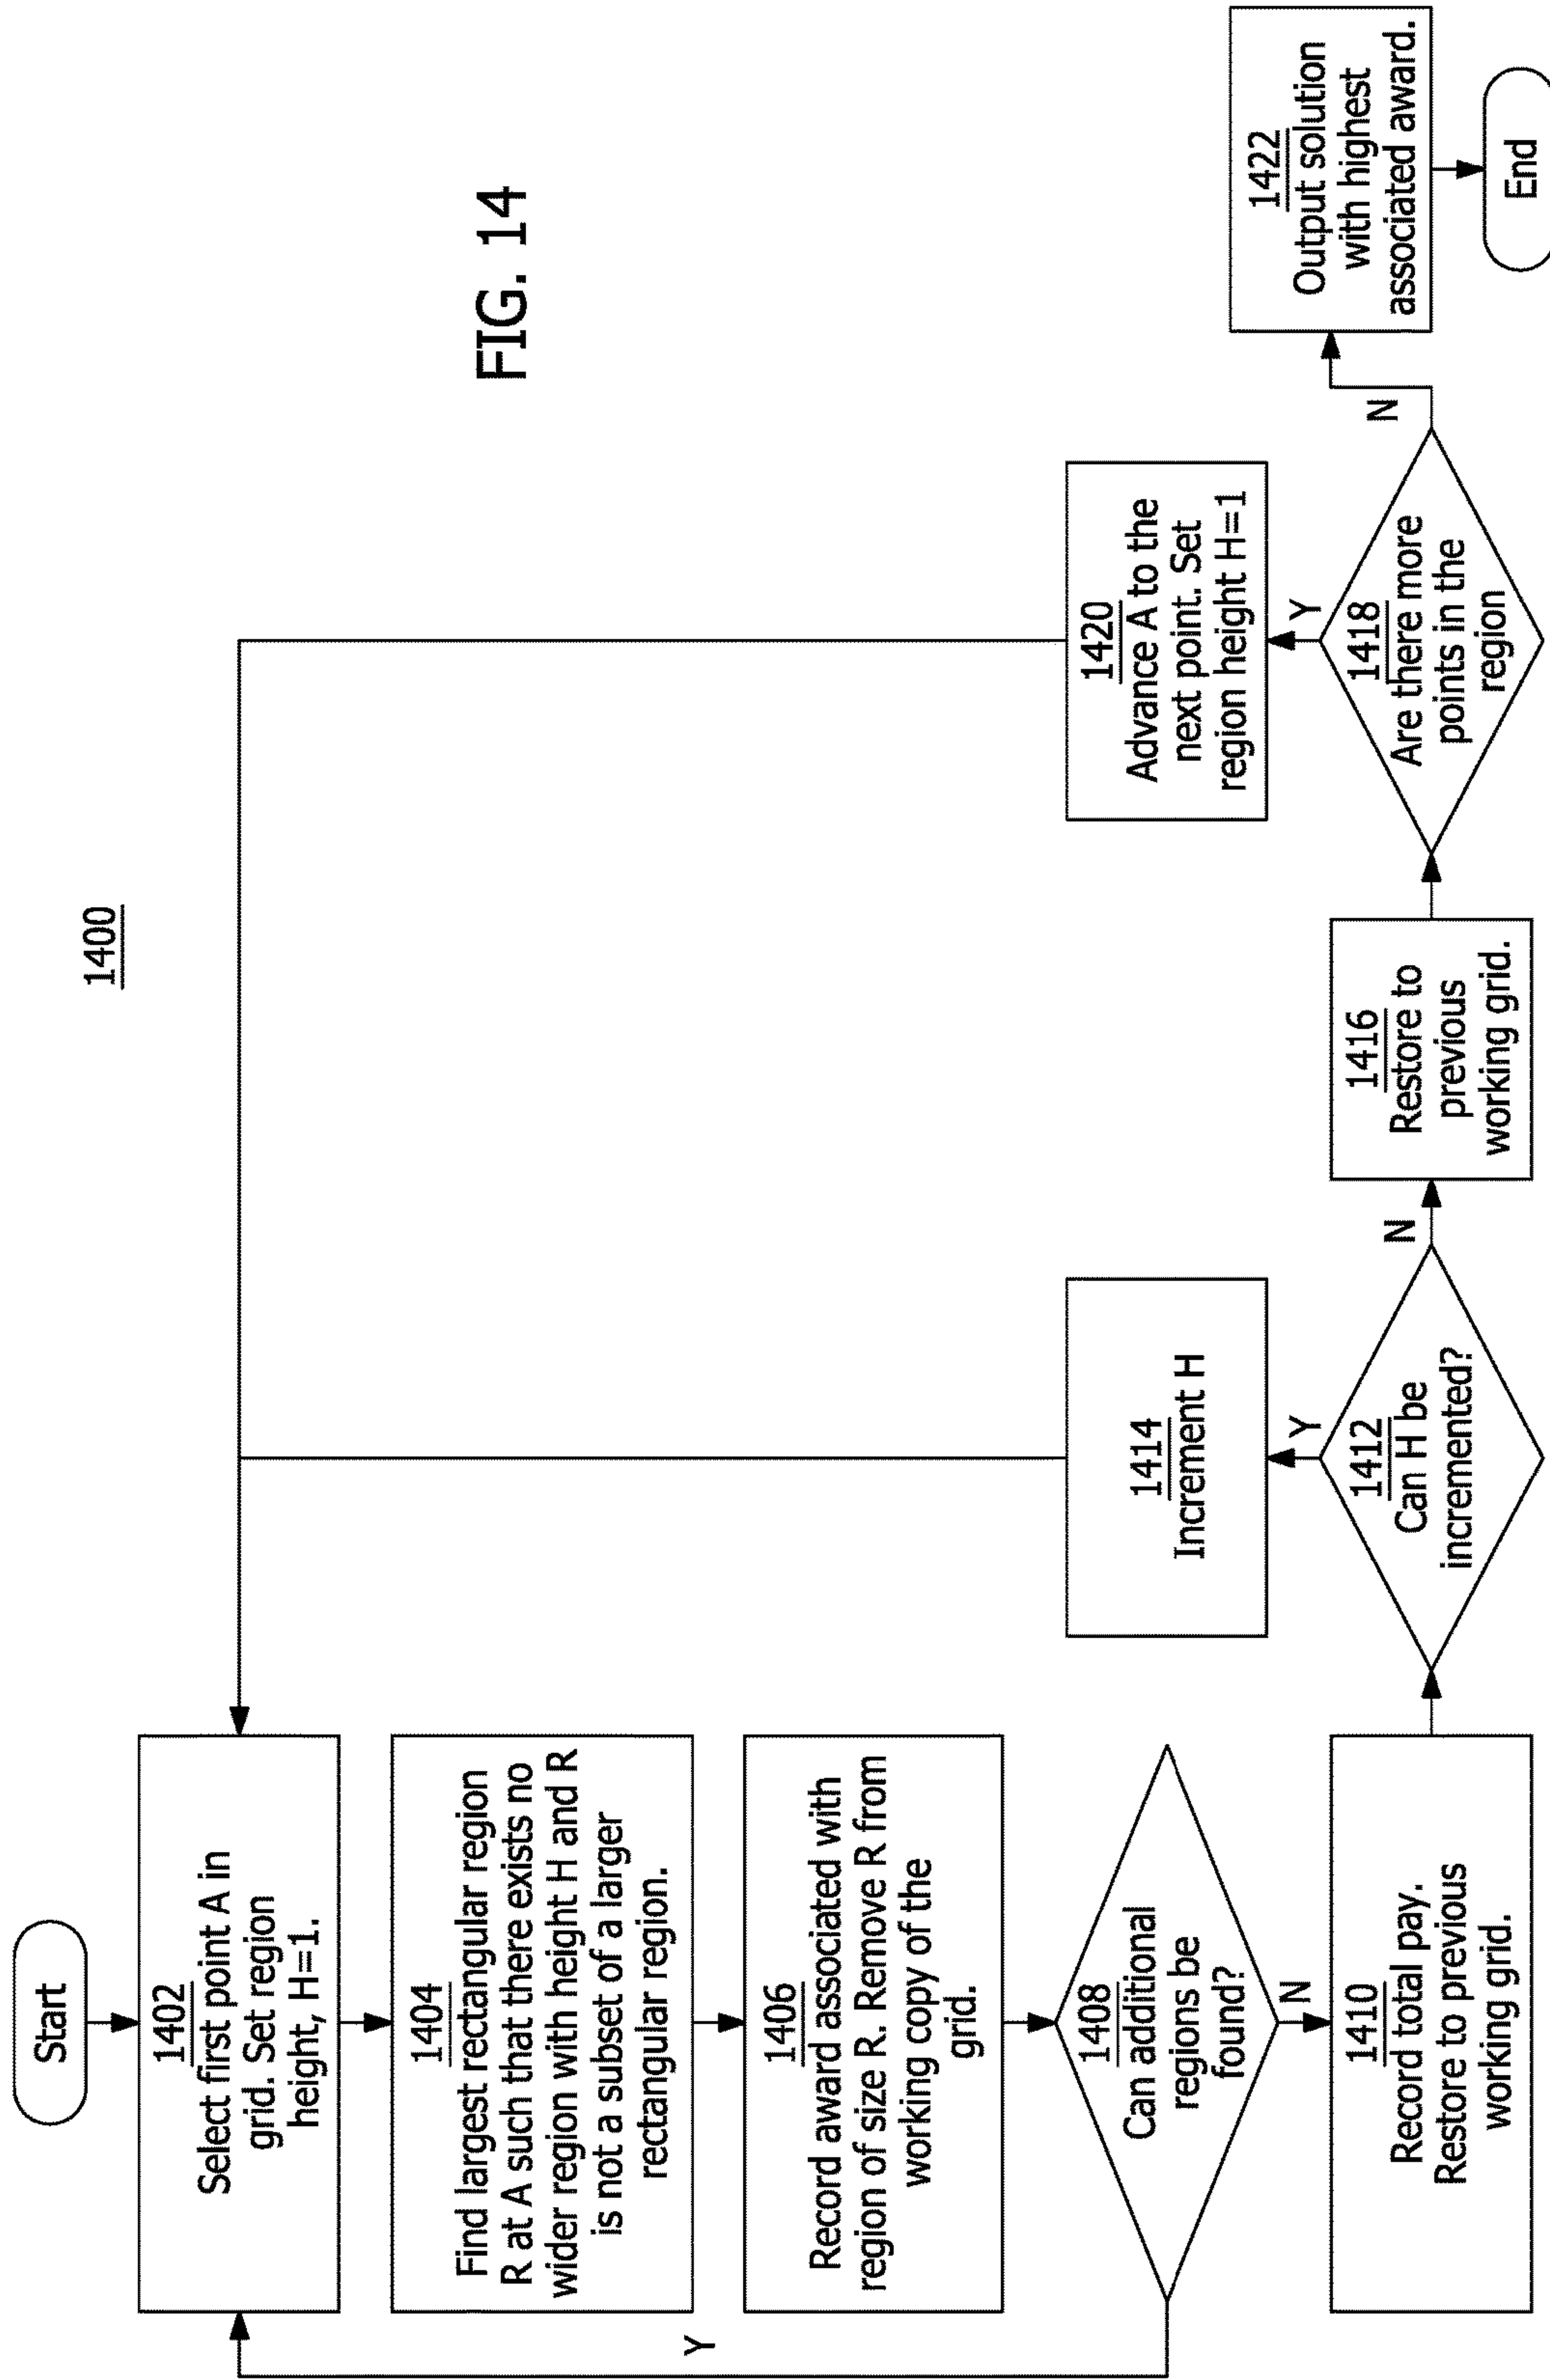 1400
FIG. 14
Start
1402
Select first point A in
grid. Set region
height, H=1.
1404
Find largest rectangular region
R at A such that there exists no
wider region with height H and R
is not a subset of a larger
rectangular region.
1406
Record award associated with
region of size R. Remove R from
working copy of the
grid.
1408
Can additional
regions be
found?
Y
N
1410
Record total pay.
Restore to previous
working grid.
1412
Can H be
incremented?
Y
N
1414
Increment H
1416
Restore to
previous
working grid.
1418
Are there more
points in the
region
Y
N
1420
Advance A to the
next point. Set
region height H=1
1422
Output solution
with highest
associated award.
End